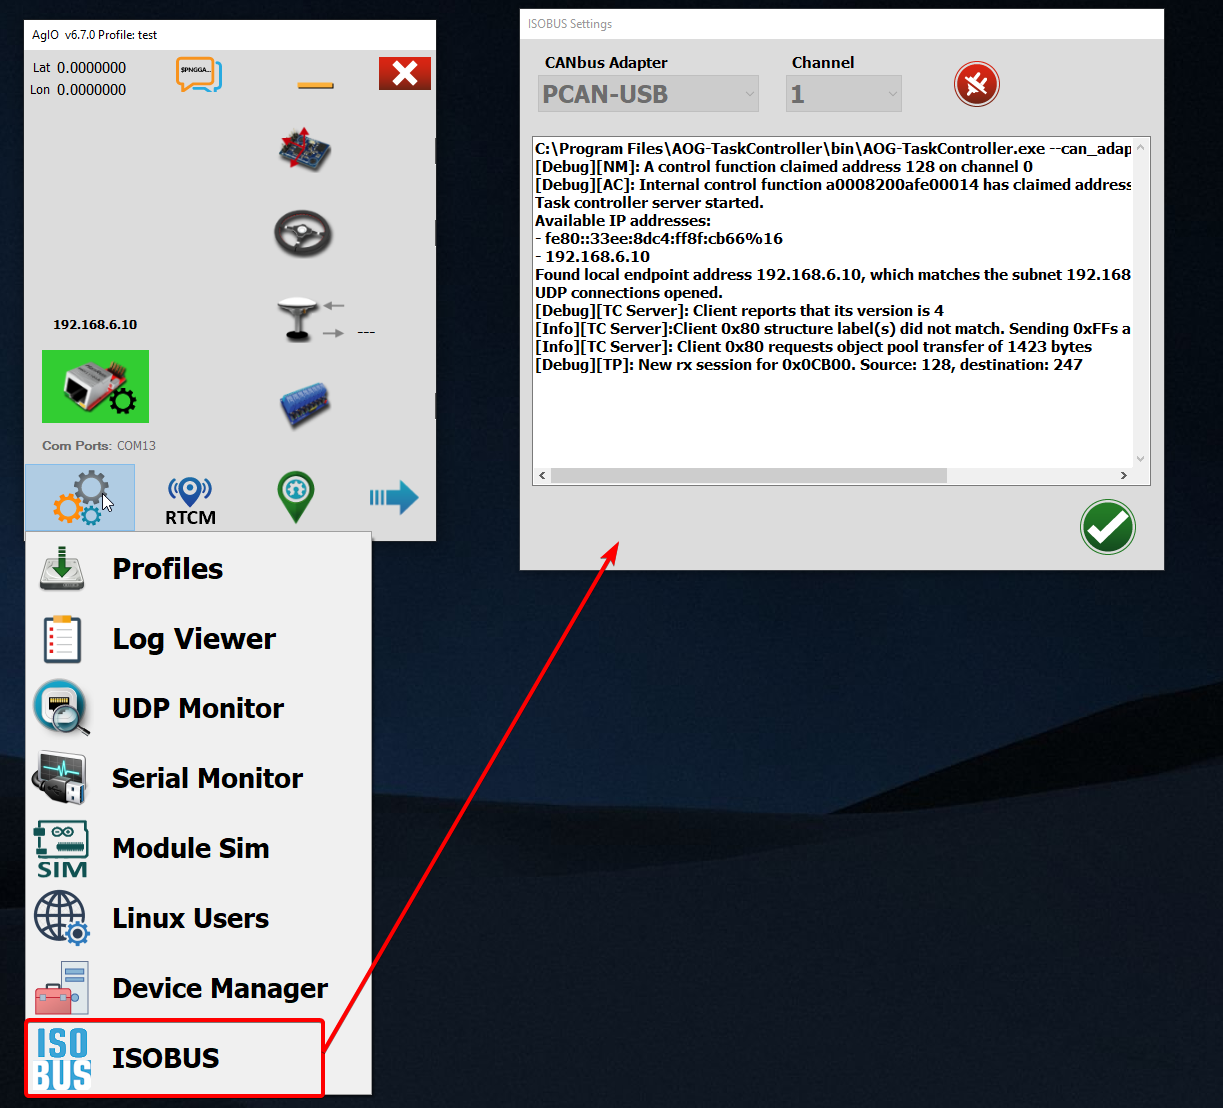 AgIO v6.7.0 Profile: test
Lat 0.0000000
Lon 0.0000000
$PNGGA...
---
192.168.6.10
Com Ports: COM13
RTCM
Profiles
Log Viewer
UDP Monitor
Serial Monitor
SIM
Module Sim
Linux Users
Device Manager
ISO
BUS
ISOBUS
ISOBUS Settings
CANbus Adapter
Channel
PCAN-USB
1
C:\Program Files\AOG-TaskController\bin\AOG-TaskController.exe --can_adap
[Debug][NM]: A control function claimed address 128 on channel 0
[Debug][AC]: Internal control function a0008200afe00014 has claimed address
Task controller server started.
Available IP addresses:
- fe80::33ee:8dc4:ff8f:cb66%16
- 192.168.6.10
Found local endpoint address 192.168.6.10, which matches the subnet 192.168
UDP connections opened.
[Debug][TC Server]: Client reports that its version is 4
[Info][TC Server]:Client 0x80 structure label(s) did not match. Sending 0xFFs a
[Info][TC Server]: Client 0x80 requests object pool transfer of 1423 bytes
[Debug][TP]: New rx session for 0x0CB00. Source: 128, destination: 247